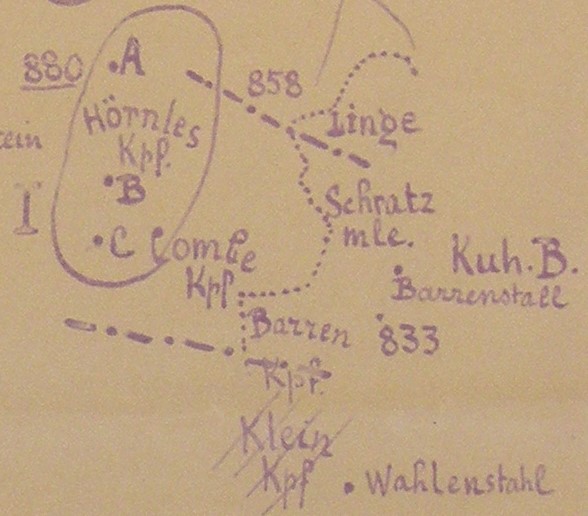 880 A
858
Hörnles
Kpf.
Linge
ein
B
I
C Combe
Kpf.
Schratz
mle.
Kuh.B.
Barrenstall
Barren
833
Kpf.
Klein
Kpf
Wahlenstahl